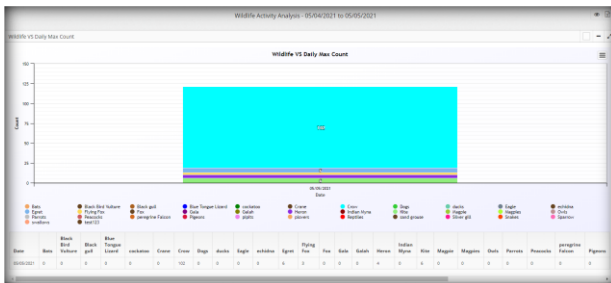 Wildlife Activity Analysis - 05/04/2021 to 05/05/2021
Wildlife VS Daily Max Count
Wildlife VS Daily Max Count
150
125
100
75
50
25
0
Count
05/05/2021
Date
Bats Black Bird Vulture Black gull Blue Tongue Lizard cockatoo Crane Crow Dogs ducks Eagle echidna
Egret Flying Fox Fox Gala Galah Heron Indian Myna Kite Magpie Magpies Owls
Parrots Peacocks peregrine Falcon Pigeons plovers Reptiles Silver gill Snakes Sparrow
swallows test123
Date Bats Black Bird Vulture Black gull Blue Tongue Lizard cockatoo Crane Crow Dogs ducks Eagle echidna Egret Flying Fox Fox Gala Galah Heron Indian Myna Kite Magpie Magpies Owls Parrots Peacocks peregrine Falcon Pigeons
05/05/2021 0 0 0 0 0 0 102 0 0 0 0 6 3 0 0 0 4 0 6 0 0 0 0 0 0 0